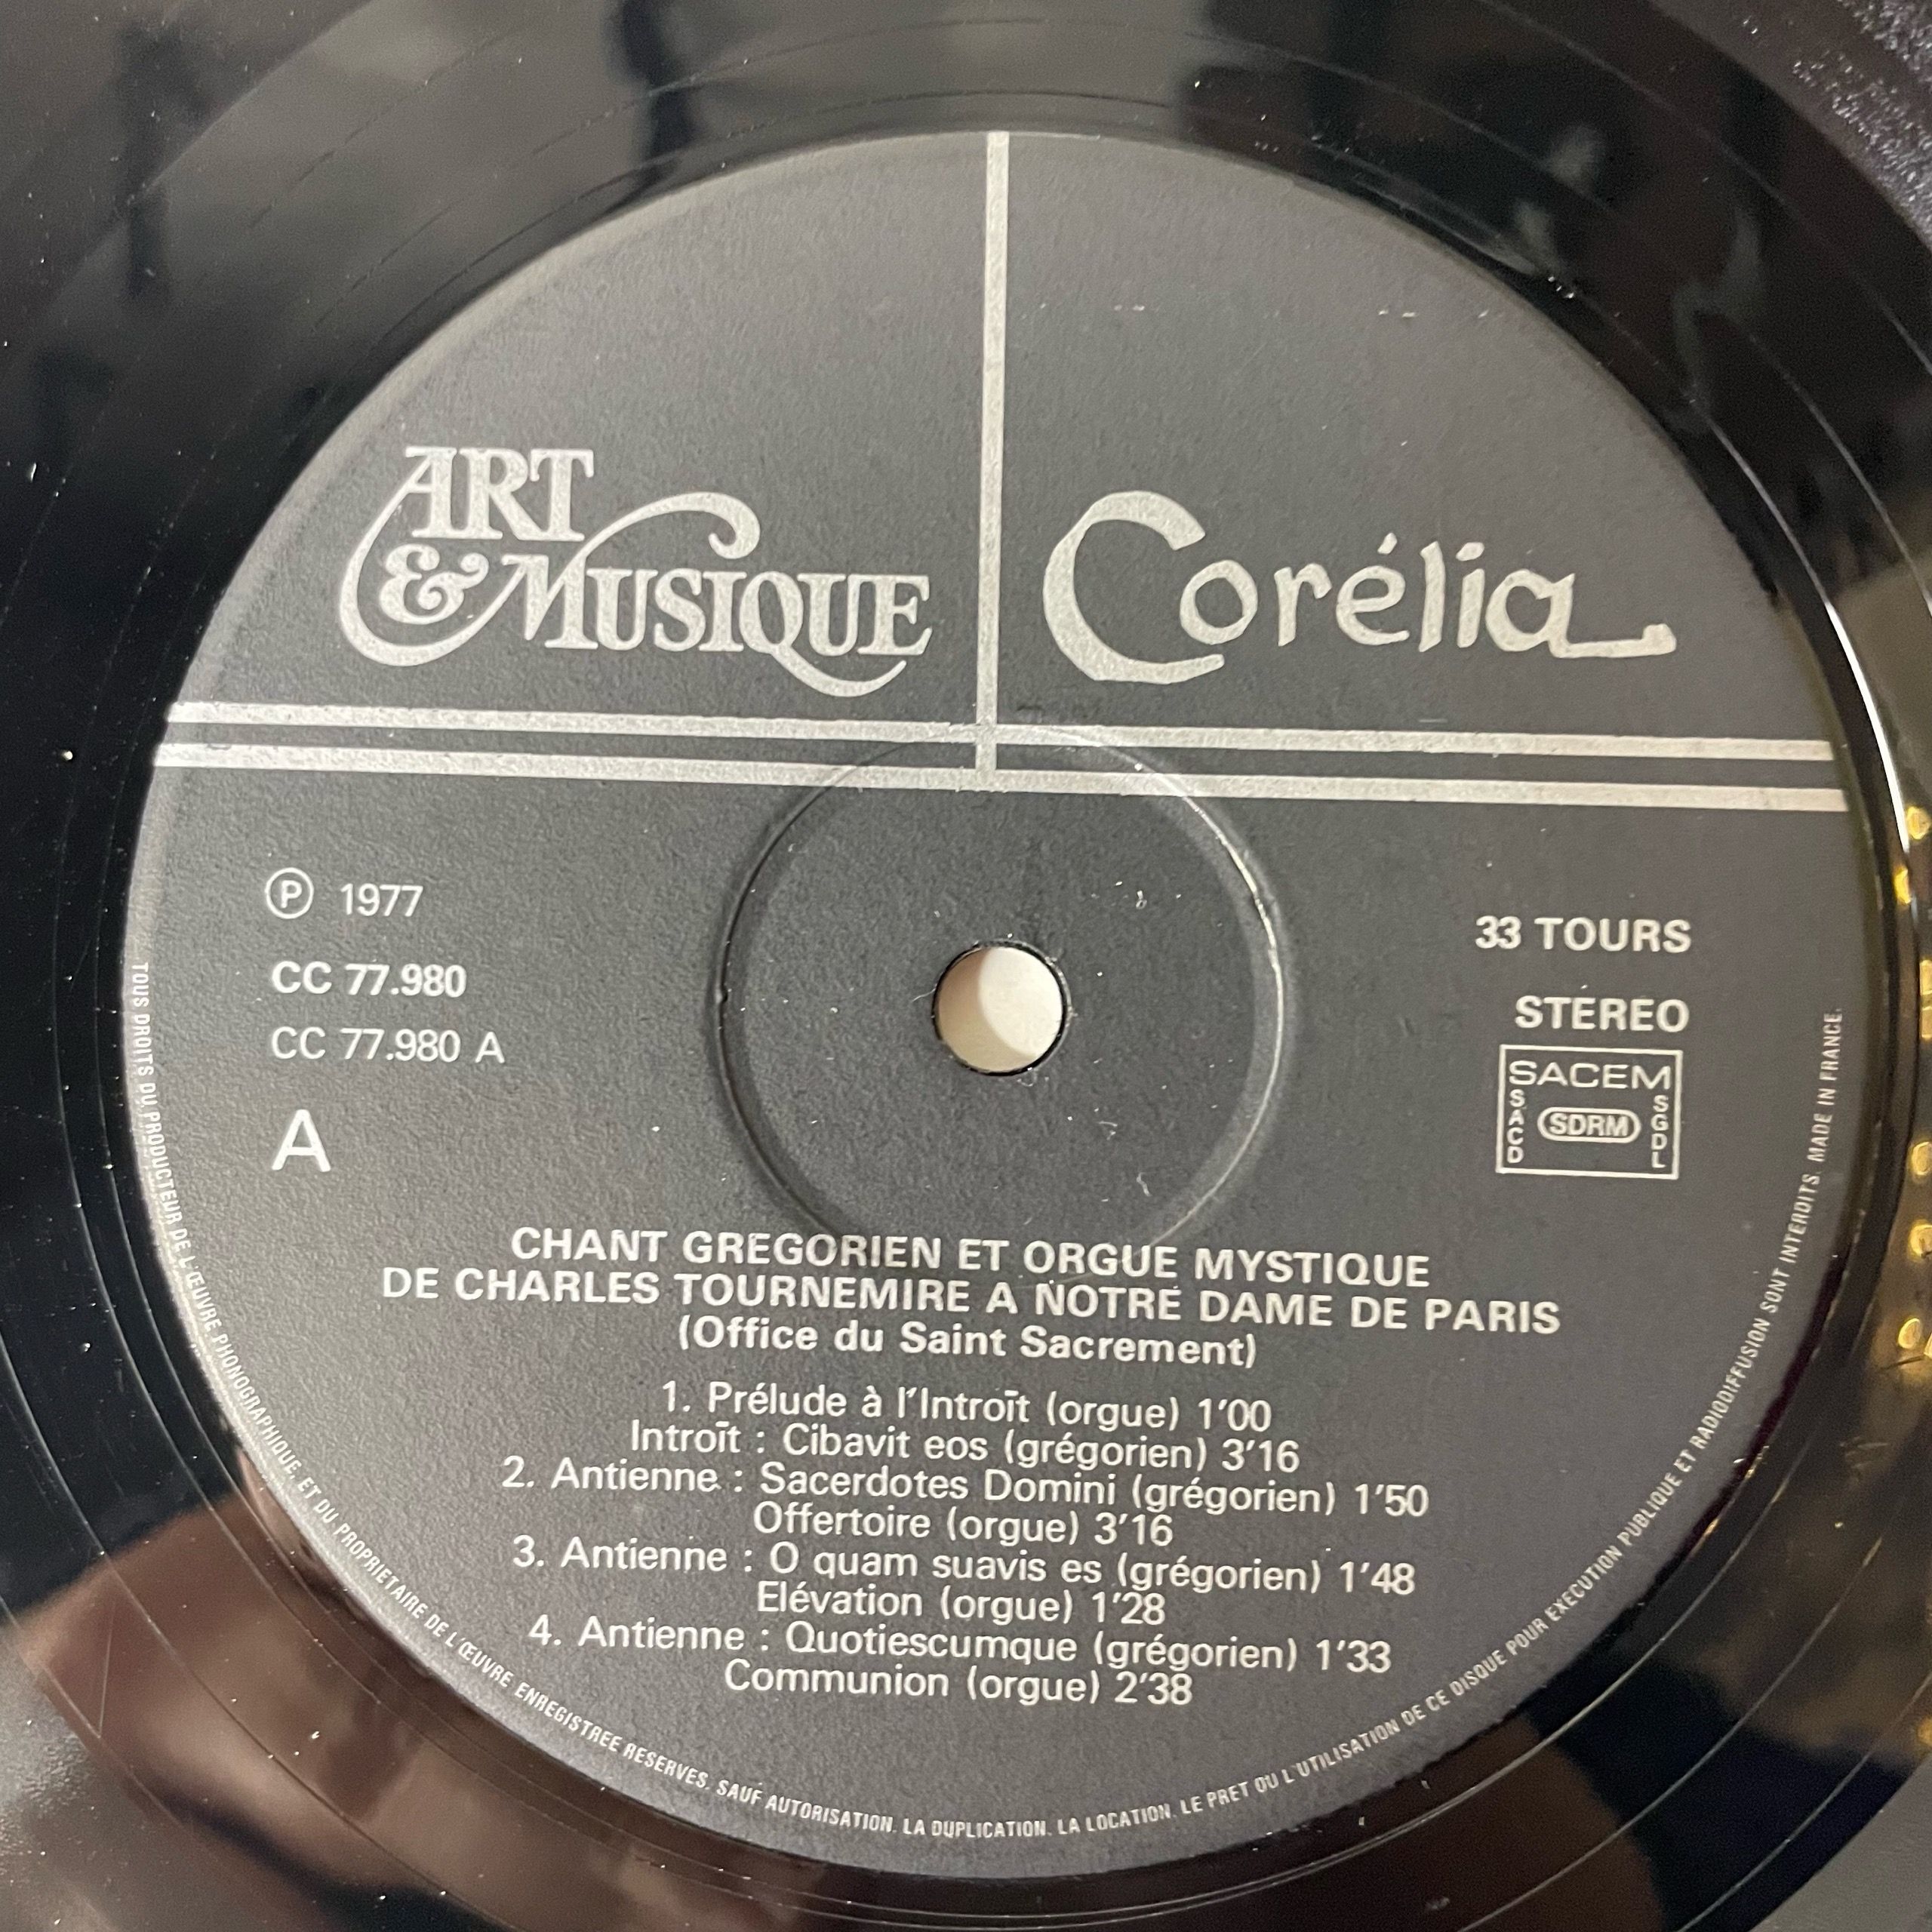 ART
& MUSIQUE
Corélia
Ⓟ 1977
CC 77.980
CC 77.980 A
A
33 TOURS
STEREO
SACEM
SACD
SDRM
SGDL
CHANT GREGORIEN ET ORGUE MYSTIQUE
DE CHARLES TOURNEMIRE A NOTRE DAME DE PARIS
(Office du Saint Sacrement)
1. Prélude à l'Introīt (orgue) 1'00
Introīt : Cibavit eos (grégorien) 3'16
2. Antienne : Sacerdotes Domini (grégorien) 1'50
Offertoire (orgue) 3'16
3. Antienne : O quam suavis es (grégorien) 1'48
Elévation (orgue) 1'28
4. Antienne : Quotiescumque (grégorien) 1'33
Communion (orgue) 2'38
TOUS DROITS DU PRODUCTEUR DE L'ŒUVRE PHONOGRAPHIQUE ET DU PROPRIETAIRE DE L'ŒUVRE ENREGISTREE RESERVES. SAUF AUTORISATION. LA DUPLICATION. LA LOCATION. LE PRET OU L'UTILISATION DE CE DISQUE POUR EXECUTION PUBLIQUE ET RADIODIFFUSION SONT INTERDITS. MADE IN FRANCE.